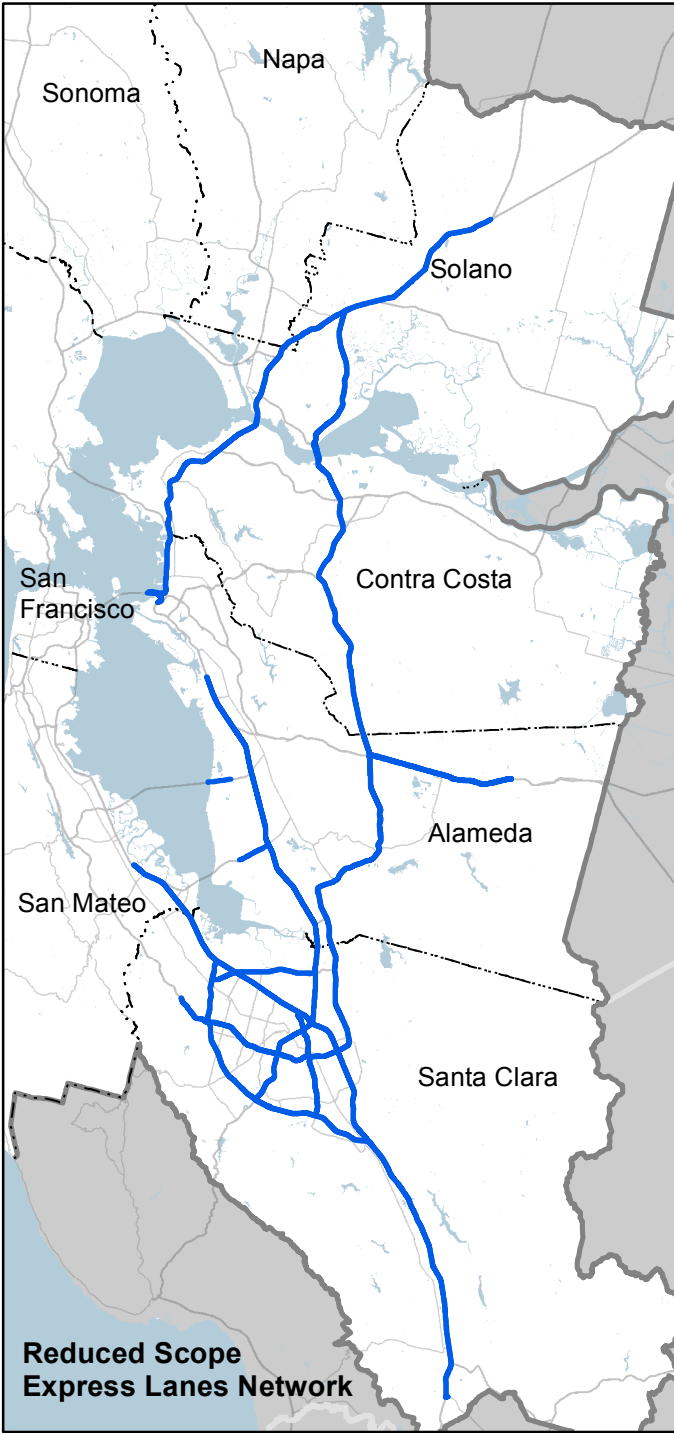 Napa
Sonoma
Solano
San
Francisco
Contra Costa
Alameda
San Mateo
Santa Clara
Reduced Scope
Express Lanes Network